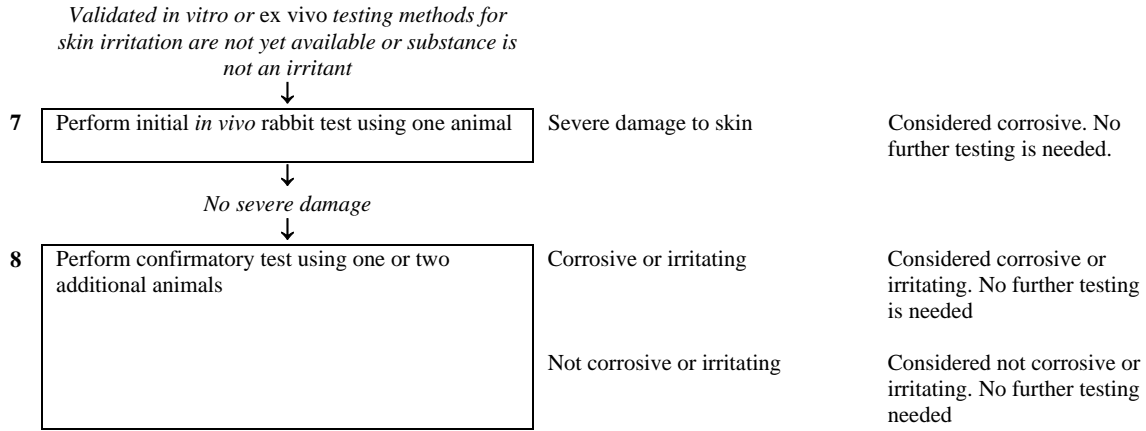 Validated in vitro or ex vivo testing methods for
skin irritation are not yet available or substance is
not an irritant
↓
7 Perform initial in vivo rabbit test using one animal
Severe damage to skin
Considered corrosive. No
further testing is needed.
↓
No severe damage
↓
8 Perform confirmatory test using one or two
additional animals
Corrosive or irritating
Considered corrosive or
irritating. No further testing
is needed
Not corrosive or irritating
Considered not corrosive or
irritating. No further testing
needed